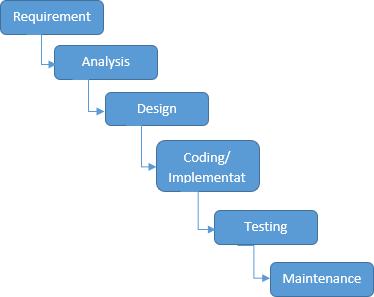 Requirement
Analysis
Design
Coding/
Implementat
Testing
Maintenance